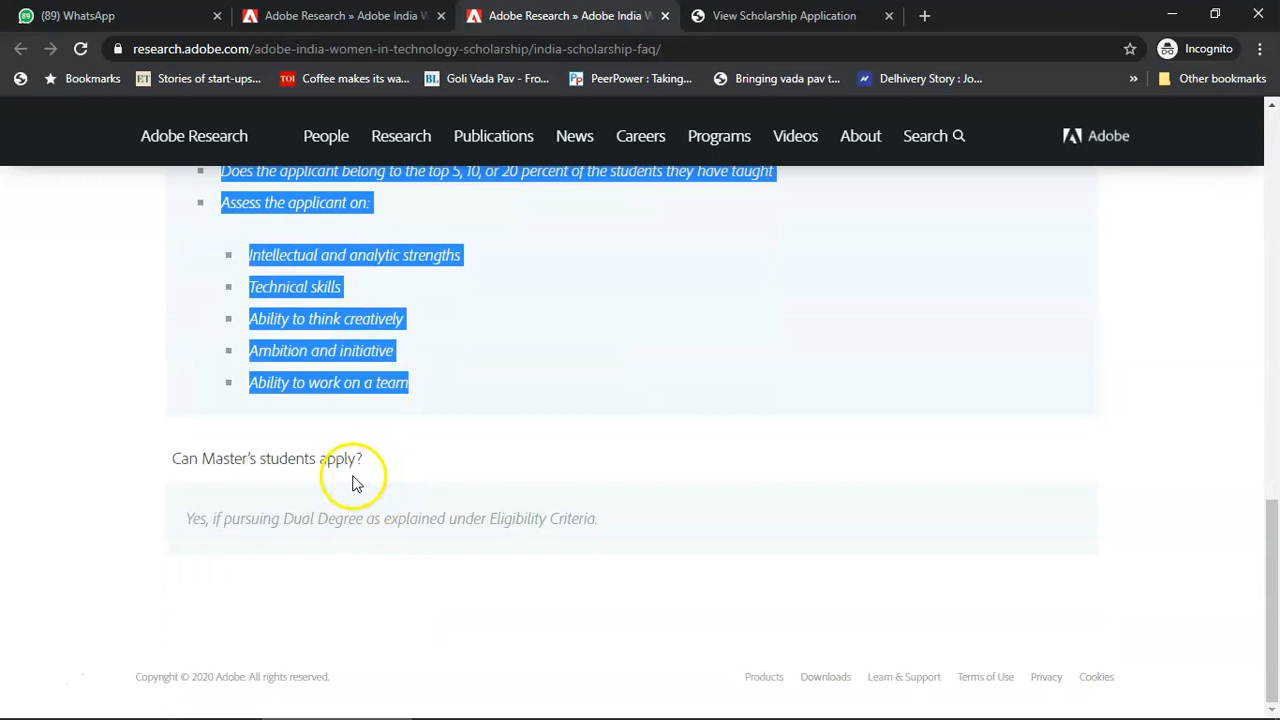 (89) WhatsApp
Adobe Research » Adobe India W
Adobe Research » Adobe India W
View Scholarship Application
research.adobe.com/adobe-india-women-in-technology-scholarship/india-scholarship-faq/
Incognito
Bookmarks
ET Stories of start-ups...
TOI Coffee makes its wa...
BL Goli Vada Pav - Fro...
PP PeerPower : Taking...
Bringing vada pav t...
Delhivery Story : Jo...
Other bookmarks
Adobe Research People Research Publications News Careers Programs Videos About Search Adobe
Does the applicant belong to the top 5, 10, or 20 percent of the students they have taught
Assess the applicant on:
Intellectual and analytic strengths
Technical skills
Ability to think creatively
Ambition and initiative
Ability to work on a team
Can Master's students apply?
Yes, if pursuing Dual Degree as explained under Eligibility Criteria.
Copyright © 2020 Adobe. All rights reserved. Products Downloads Learn & Support Terms of Use Privacy Cookies